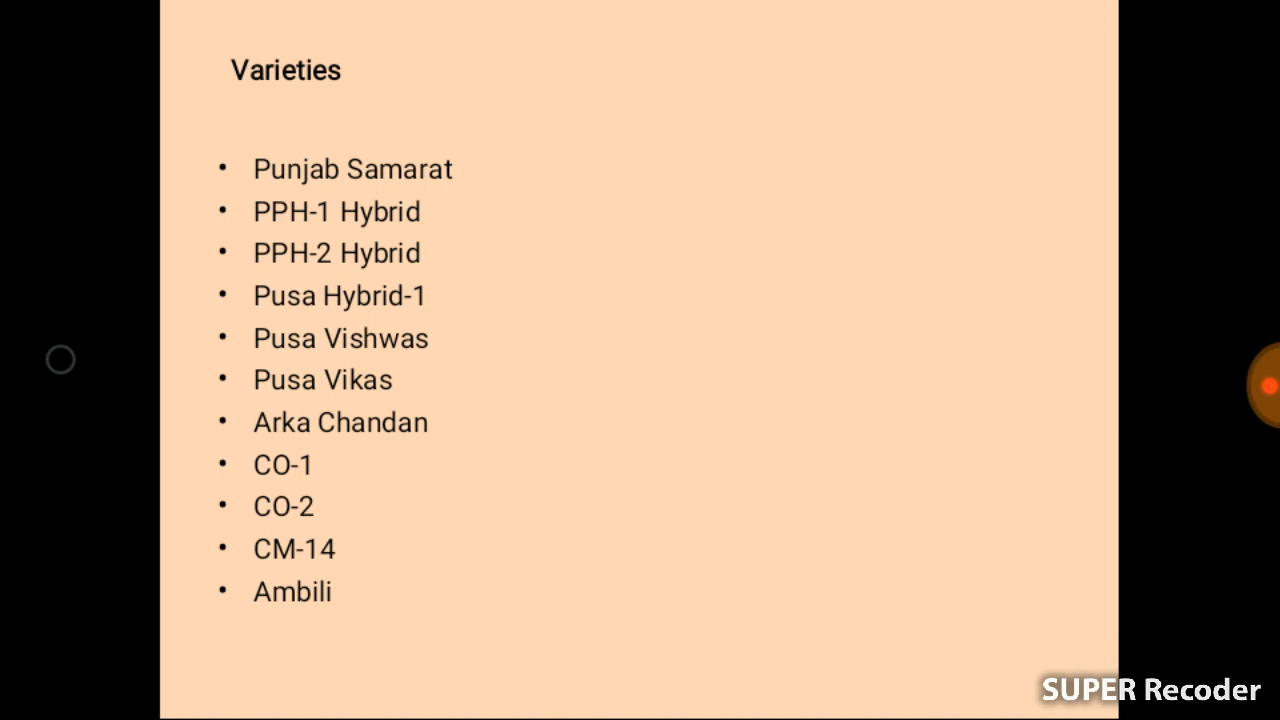 Varieties
• Punjab Samarat
• PPH-1 Hybrid
• PPH-2 Hybrid
• Pusa Hybrid-1
• Pusa Vishwas
• Pusa Vikas
• Arka Chandan
• CO-1
• CO-2
• CM-14
• Ambili
SUPER Recoder